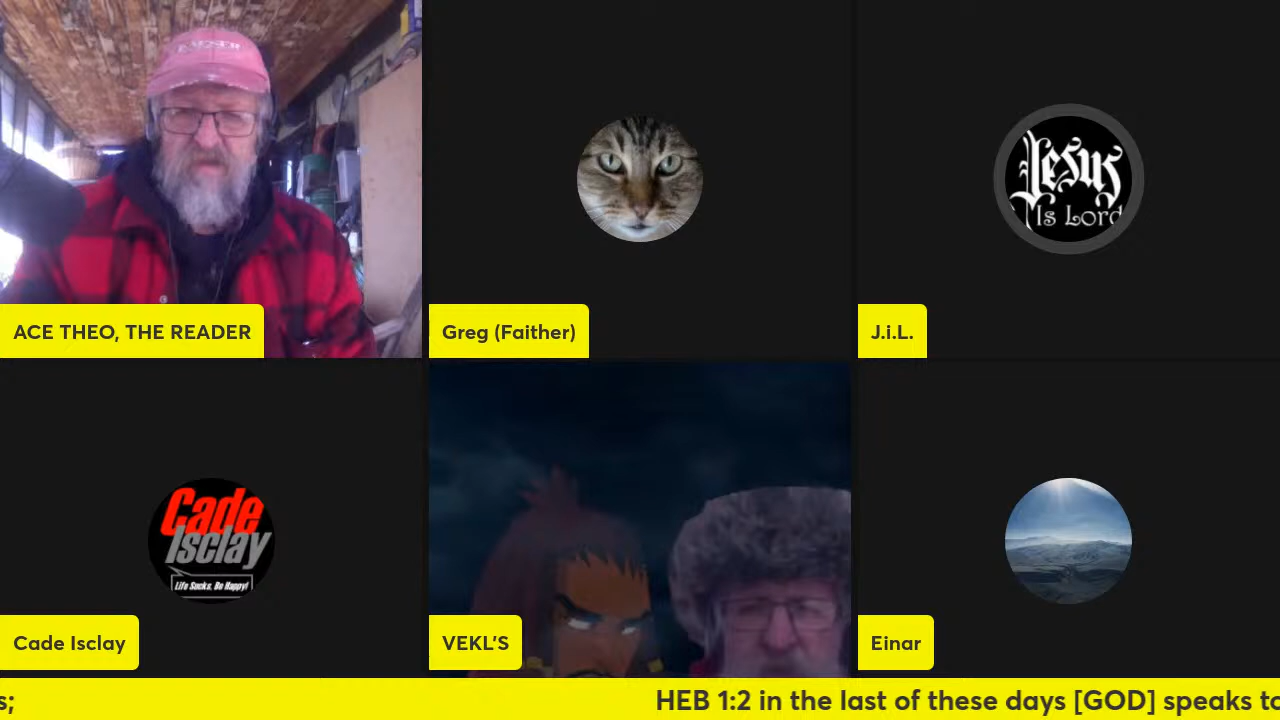 ACE THEO, THE READER
Greg (Faither)
Jesus
Is Lord
J.i.L.
Cade
Isclay
Life Sucks. Be Happy!
Cade Isclay
VEKL'S
Einar
s; HEB 1:2 in the last of these days [GOD] speaks to